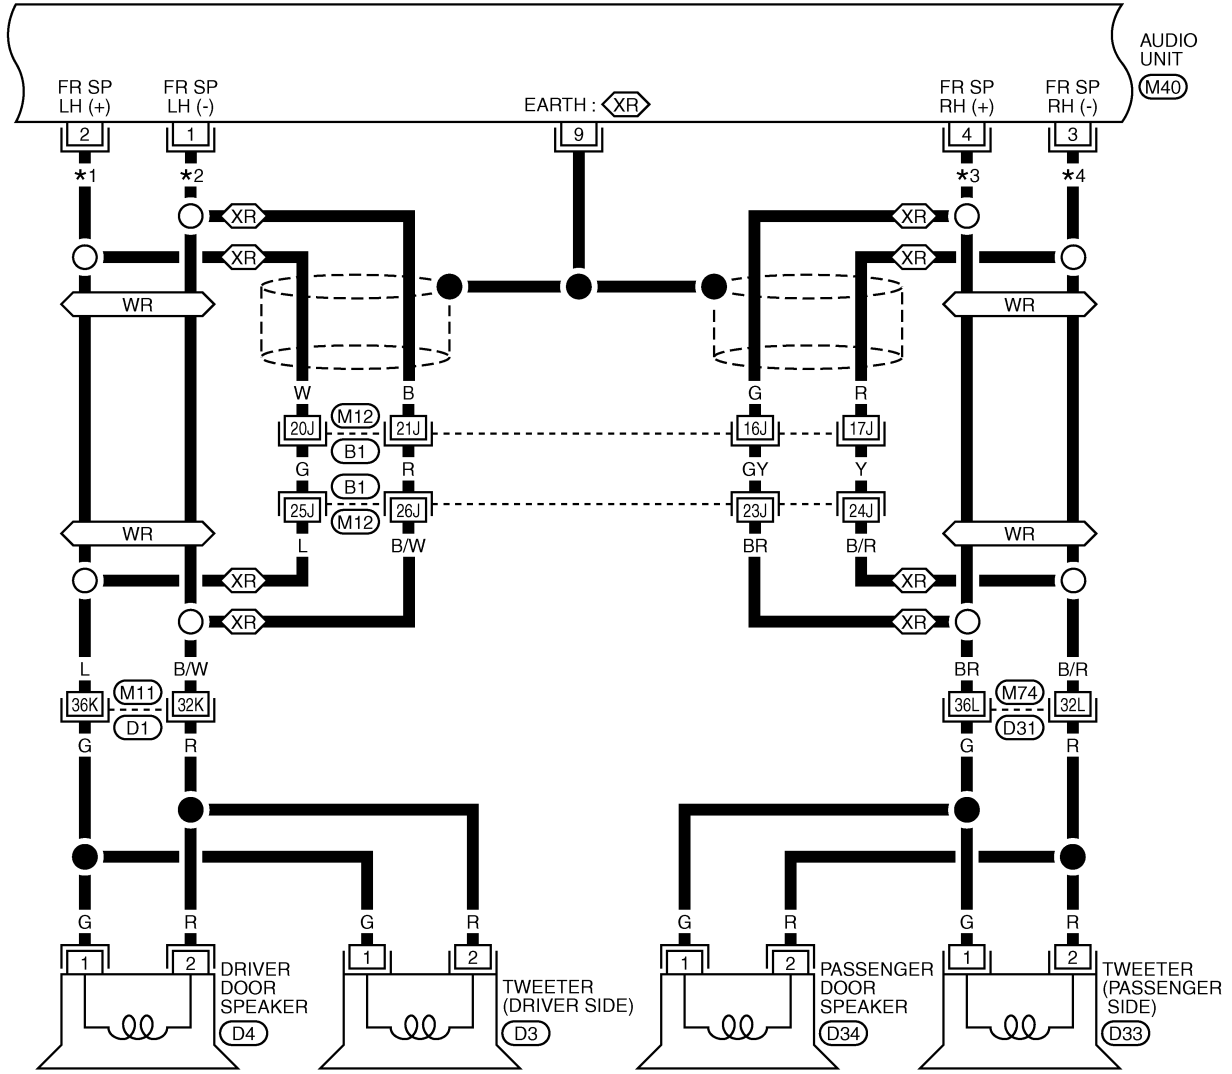 AUDIO
UNIT
M40
FR SP
LH (+)
FR SP
LH (-)
EARTH : XR
FR SP
RH (+)
FR SP
RH (-)
2
1
9
4
3
*1
*2
*3
*4
XR
XR
XR
XR
WR
WR
W
B
G
R
20J
M12
21J
16J
17J
B1
G
R
GY
Y
B1
25J
M12
26J
23J
24J
L
B/W
BR
B/R
WR
WR
XR
XR
XR
XR
L
B/W
BR
B/R
36K
M11
32K
36L
M74
32L
D1
D31
G
R
G
R
G
R
G
R
G
R
G
R
1
2
1
2
1
2
1
2
DRIVER
DOOR
SPEAKER
D4
TWEETER
(DRIVER SIDE)
D3
PASSENGER
DOOR
SPEAKER
D34
TWEETER
(PASSENGER
SIDE)
D33